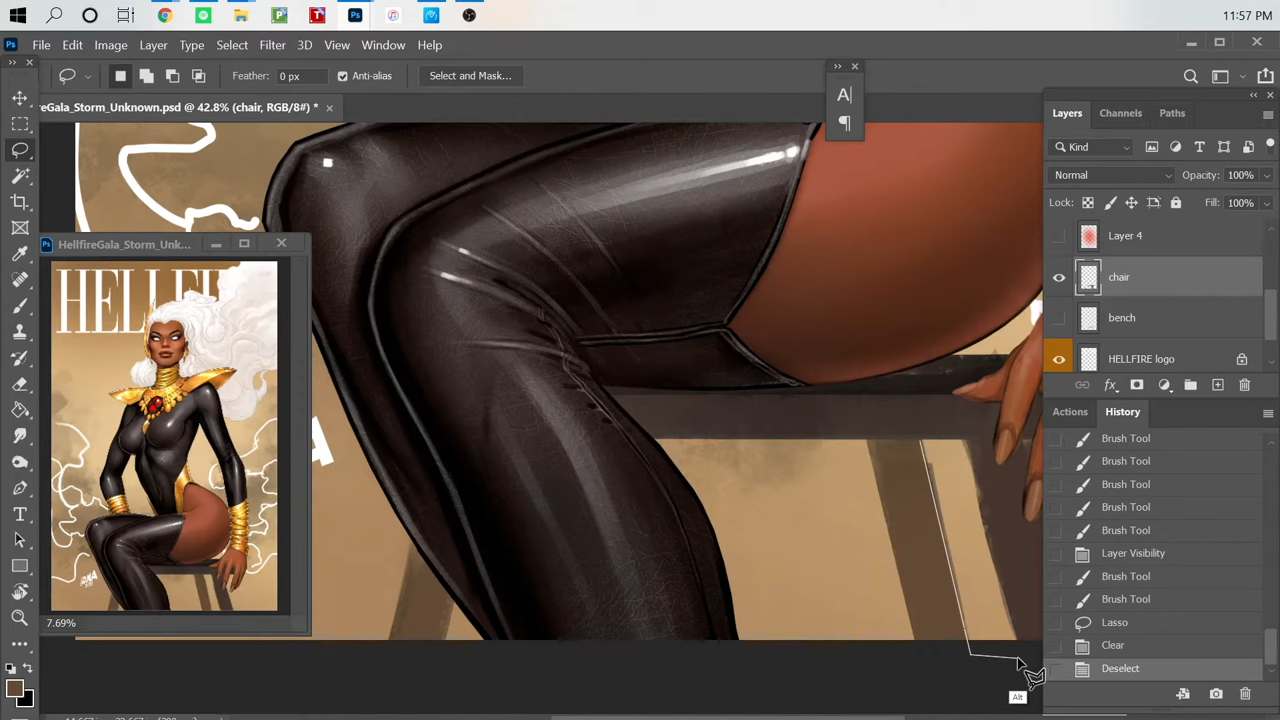 11:57 PM
Ps File Edit Image Layer Type Select Filter 3D View Window Help
Feather: 0 px Anti-alias Select and Mask...
ireGala_Storm_Unknown.psd @ 42.8% (chair, RGB/8#) *
HellfireGala_Storm_Unk...
HELLF
7.69%
A
Layers Channels Paths
Kind
Normal Opacity: 100%
Lock: Fill: 100%
Layer 4
chair
bench
HELLFIRE logo
Actions History
Brush Tool
Brush Tool
Brush Tool
Brush Tool
Brush Tool
Layer Visibility
Brush Tool
Brush Tool
Lasso
Clear
Deselect
Alt